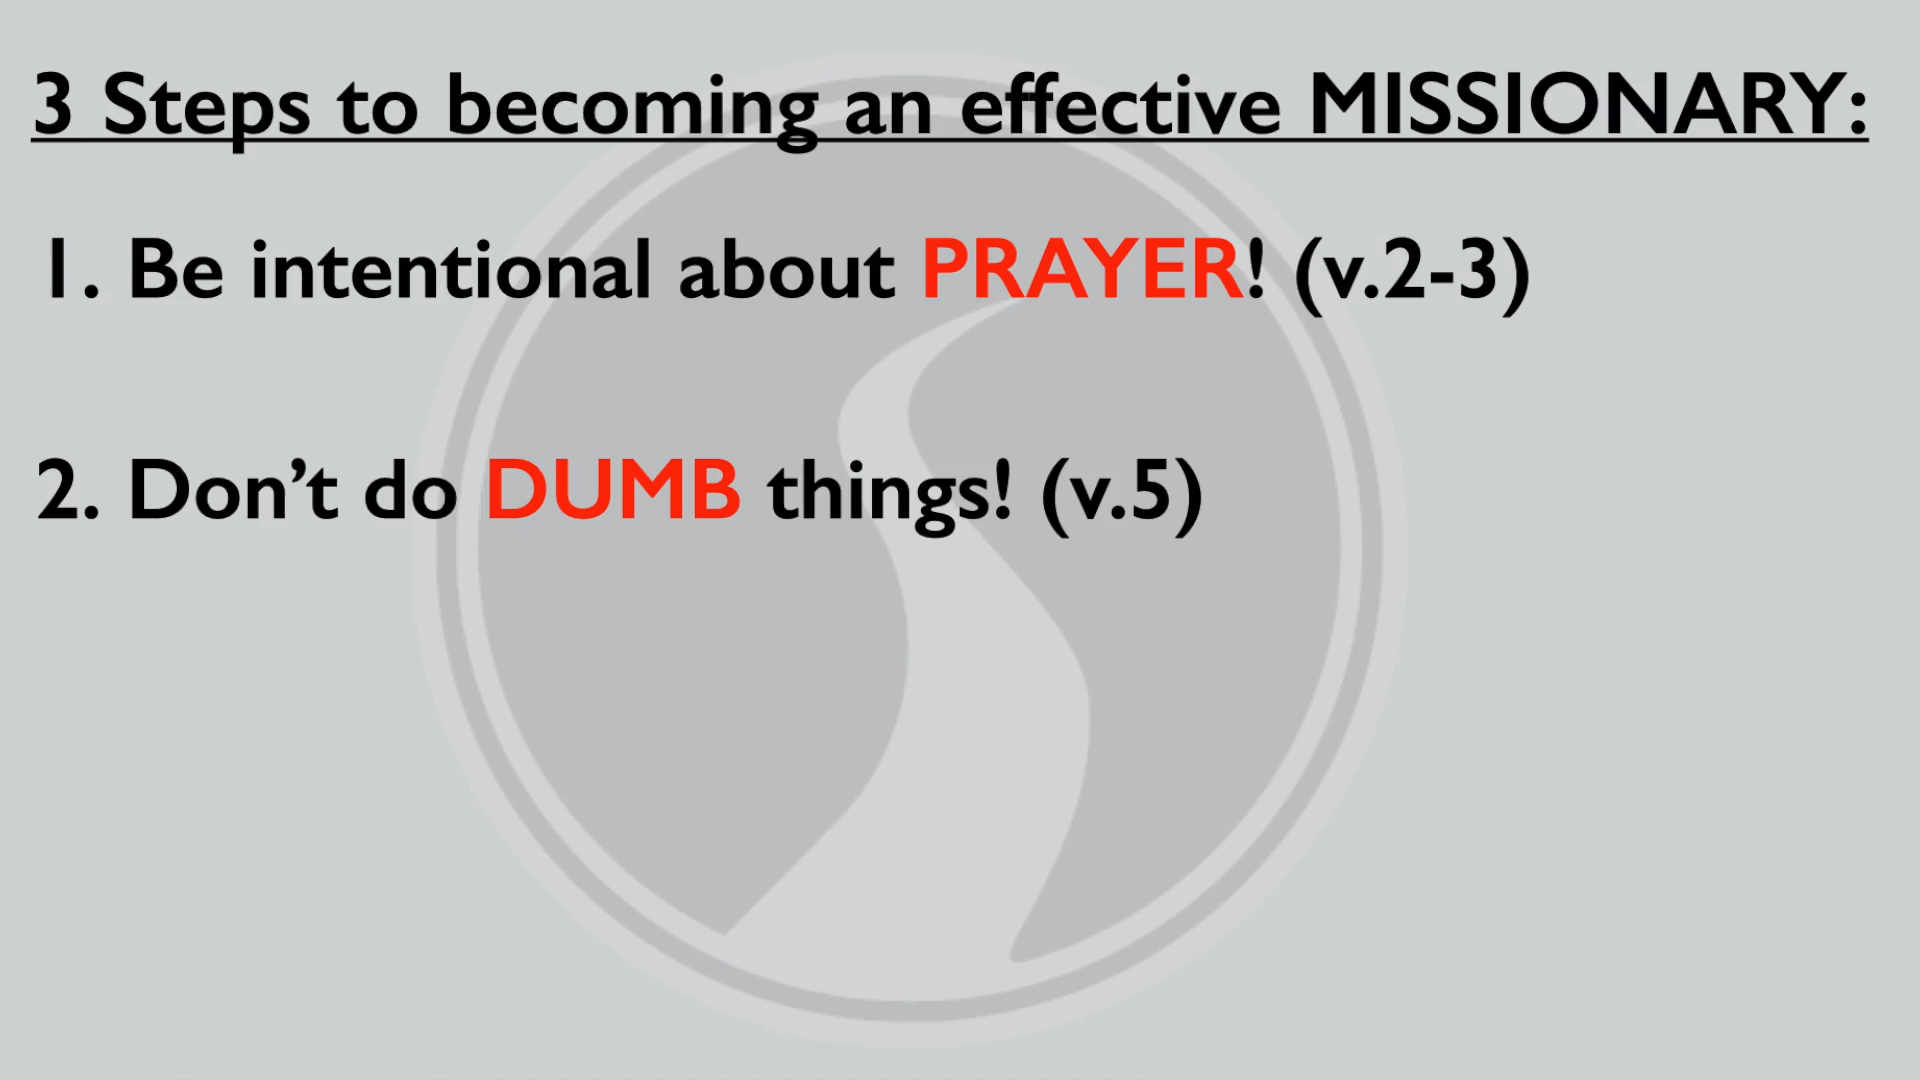 3 Steps to becoming an effective MISSIONARY:
1. Be intentional about PRAYER! (v.2-3)
2. Don’t do DUMB things! (v.5)